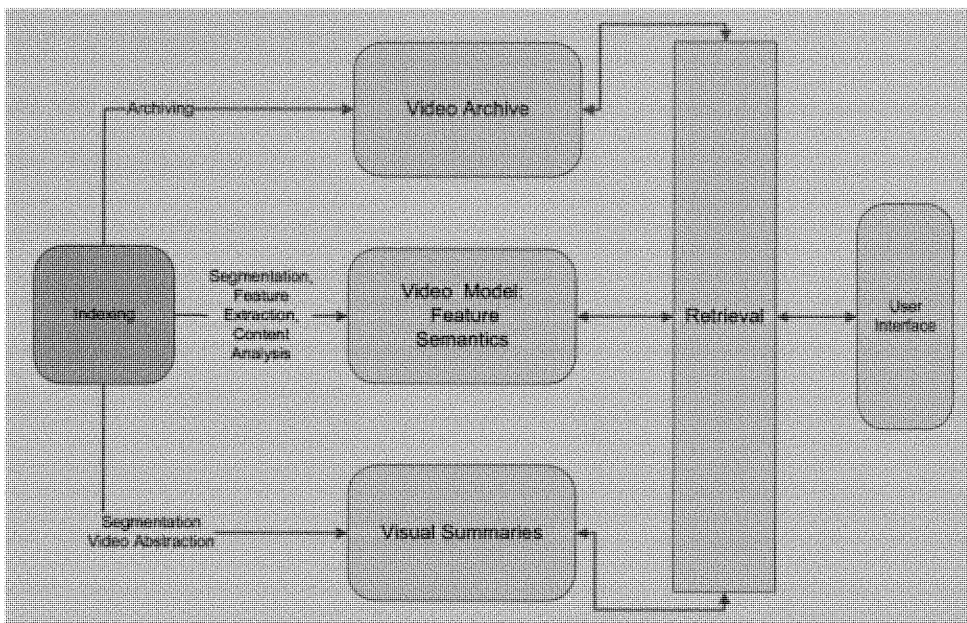 Archiving
Video Archive
Segmentation,
Feature
Extraction,
Content
Analysis
Indexing
Video Model:
Feature
Semantics
Retrieval
User
Interface
Segmentation
Video Abstraction
Visual Summaries